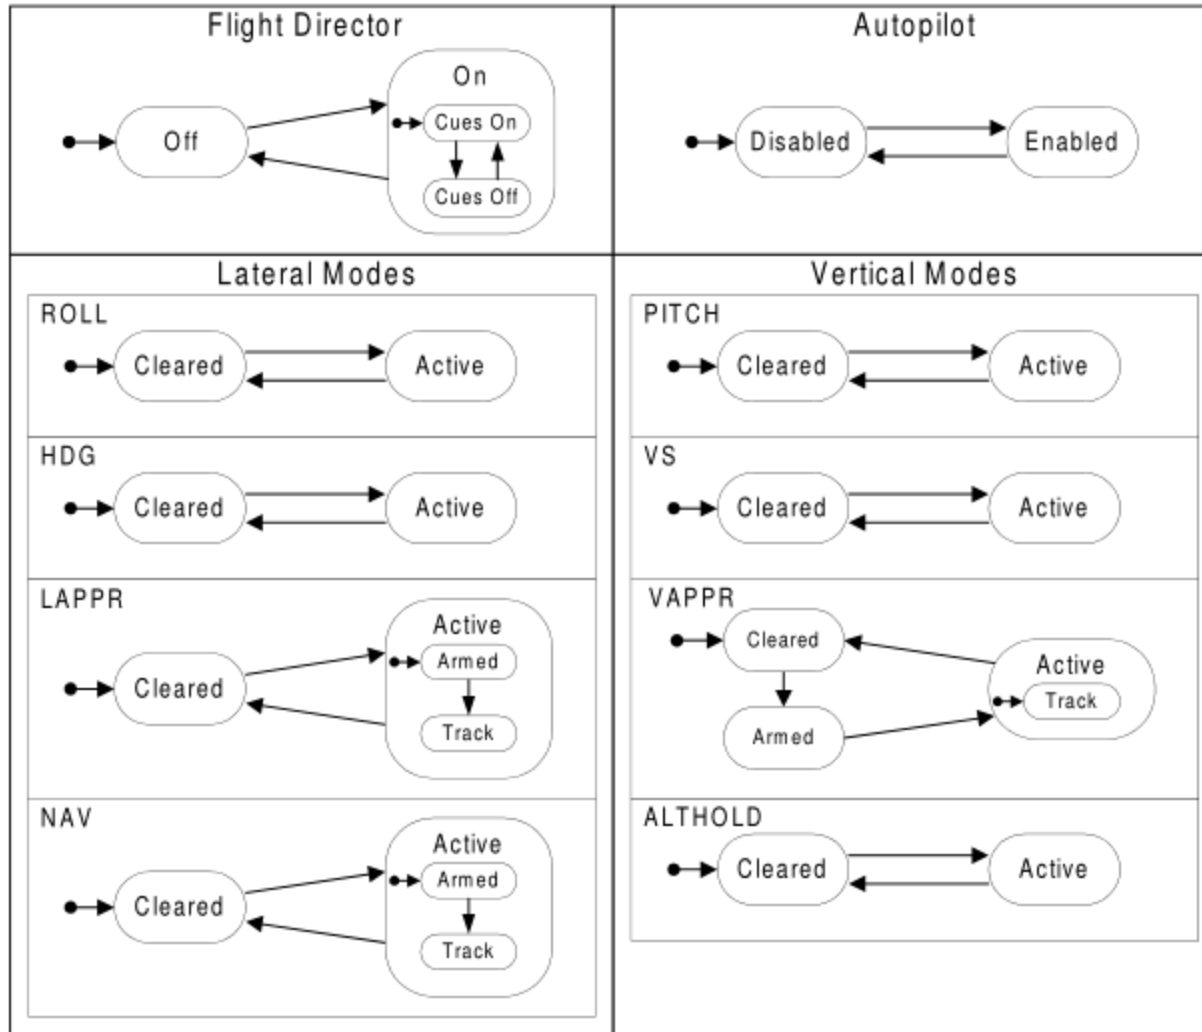 Flight Director
On
Off
Cues On
Cues Off
Autopilot
Disabled
Enabled
Lateral Modes
ROLL
Cleared
Active
HDG
Cleared
Active
LAPPR
Active
Armed
Cleared
Track
NAV
Active
Armed
Cleared
Track
Vertical Modes
PITCH
Cleared
Active
VS
Cleared
Active
VAPPR
Cleared
Active
Track
Armed
ALTHOLD
Cleared
Active